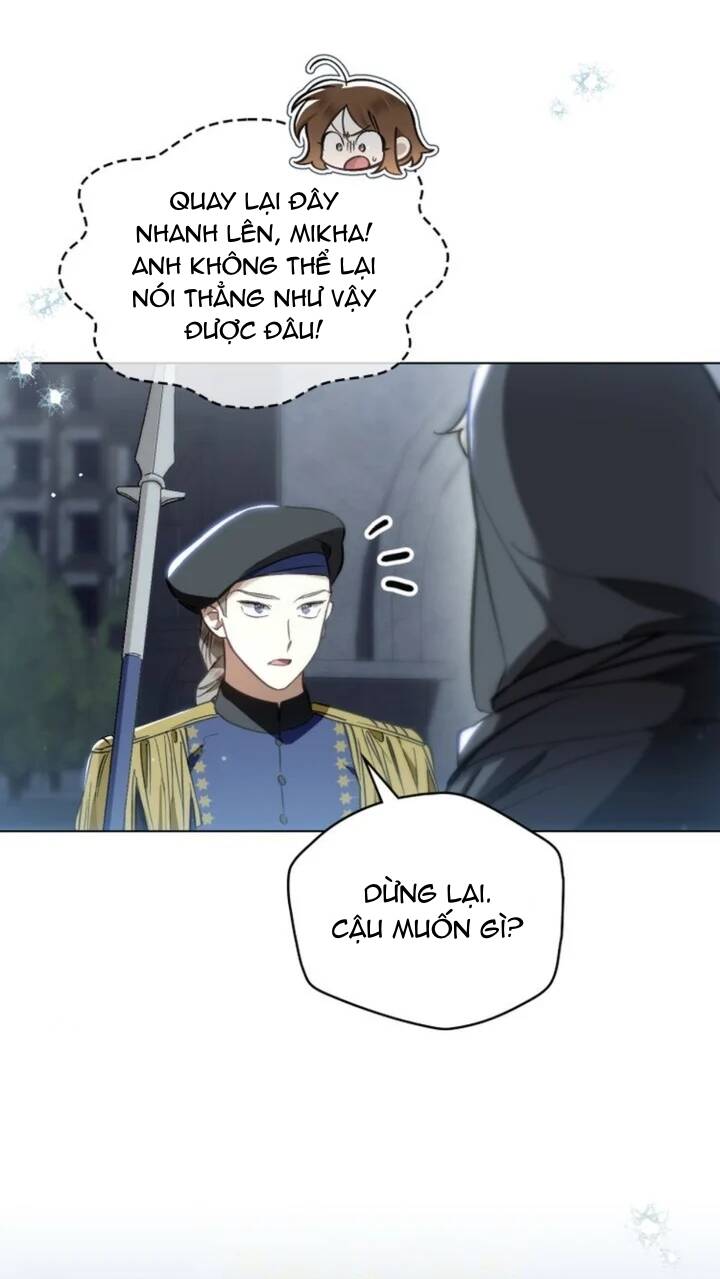 QUAY LẠI ĐÂY
NHANH LÊN, MIKHA!
ANH KHÔNG THỂ LẠI
NÓI THẲNG NHƯ VẬY
ĐƯỢC ĐÂU!
DỪNG LẠI.
CẬU MUỐN GÌ?